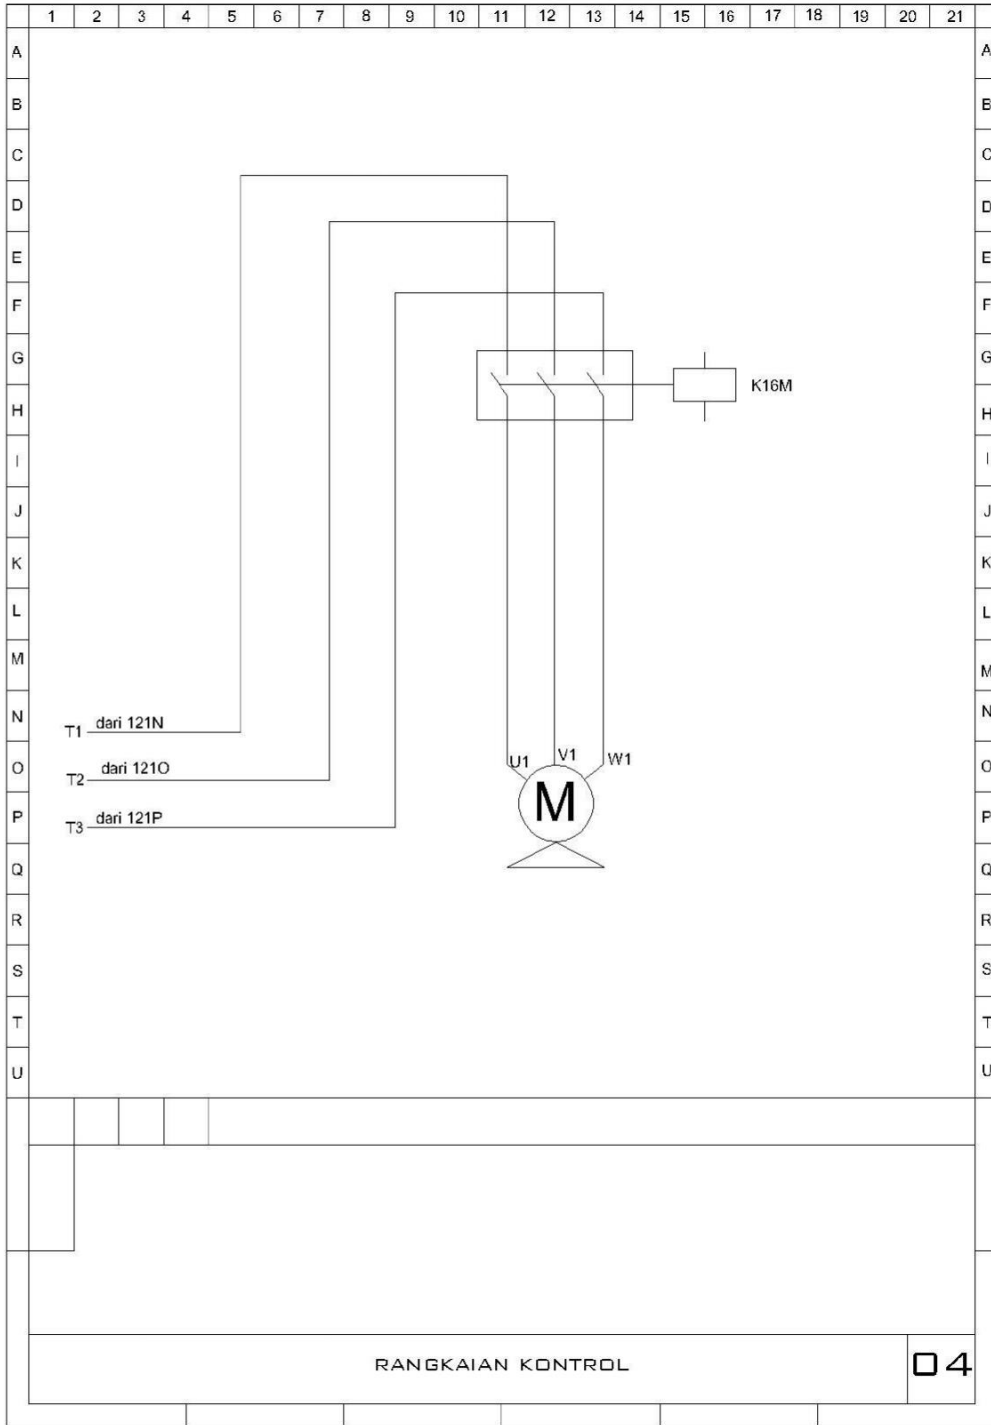 1 2 3 4 5 6 7 8 9 10 11 12 13 14 15 16 17 18 19 20 21
A A
B B
C C
D D
E E
F F
G G
K16M
H H
I I
J J
K K
L L
M M
N N
T1 dari 121N
U1 V1 W1
O O
T2 dari 121O
M
P P
T3 dari 121P
Q Q
R R
S S
T T
U U
RANGKAIAN KONTROL 04